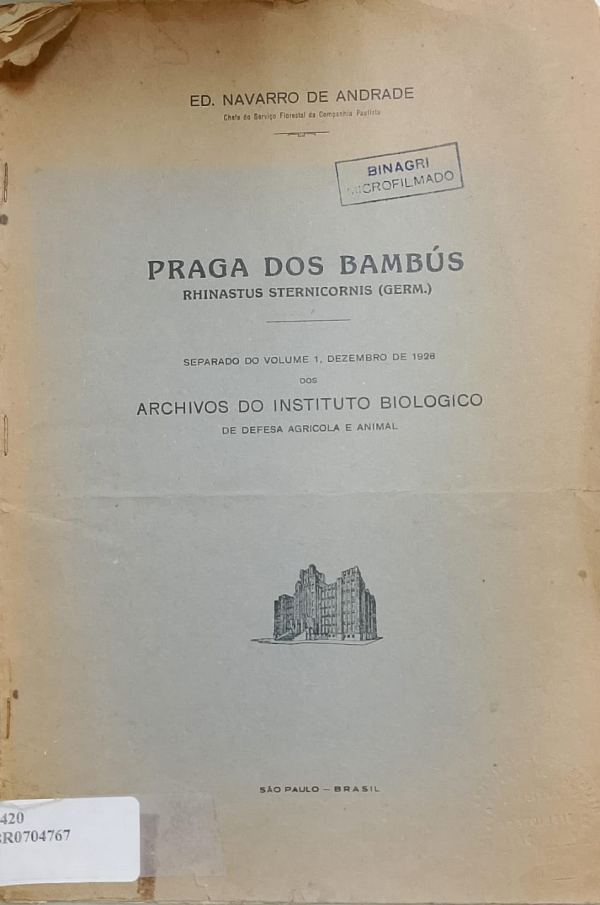 ED. NAVARRO DE ANDRADE
Chefe do Serviço Florestal da Companhia Paulista
BINAGRI
MICROFILMADO
PRAGA DOS BAMBÚS
RHINASTUS STERNICORNIS (GERM.)
SEPARADO DO VOLUME 1, DEZEMBRO DE 1928
DOS
ARCHIVOS DO INSTITUTO BIOLOGICO
DE DEFESA AGRICOLA E ANIMAL
SÃO PAULO – BRASIL
420
BR0704767